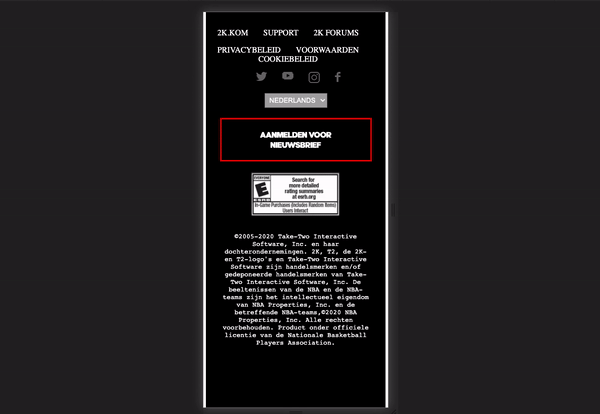 2K.KOM SUPPORT 2K FORUMS
PRIVACYBELEID VOORWAARDEN
COOKIEBELEID
NEDERLANDS
AANMELDEN VOOR
NIEUWSBRIEF
EVERYONE
E
ESRB
Search for
more detailed
rating summaries
at esrb.org
In-Game Purchases (Includes Random Items)
Users Interact
©2005-2020 Take-Two Interactive
Software, Inc. en haar
dochterondernemingen. 2K, T2, de 2K-
en T2-logo's en Take-Two Interactive
Software zijn handelsmerken en/of
gedeponeerde handelsmerken van Take-
Two Interactive Software, Inc. De
beeltenissen van de NBA en de NBA-
teams zijn het intellectueel eigendom
van NBA Properties, Inc. en de
betreffende NBA-teams,©2020 NBA
Properties, Inc. Alle rechten
voorbehouden. Product onder officiele
licentie van de Nationale Basketball
Players Association.